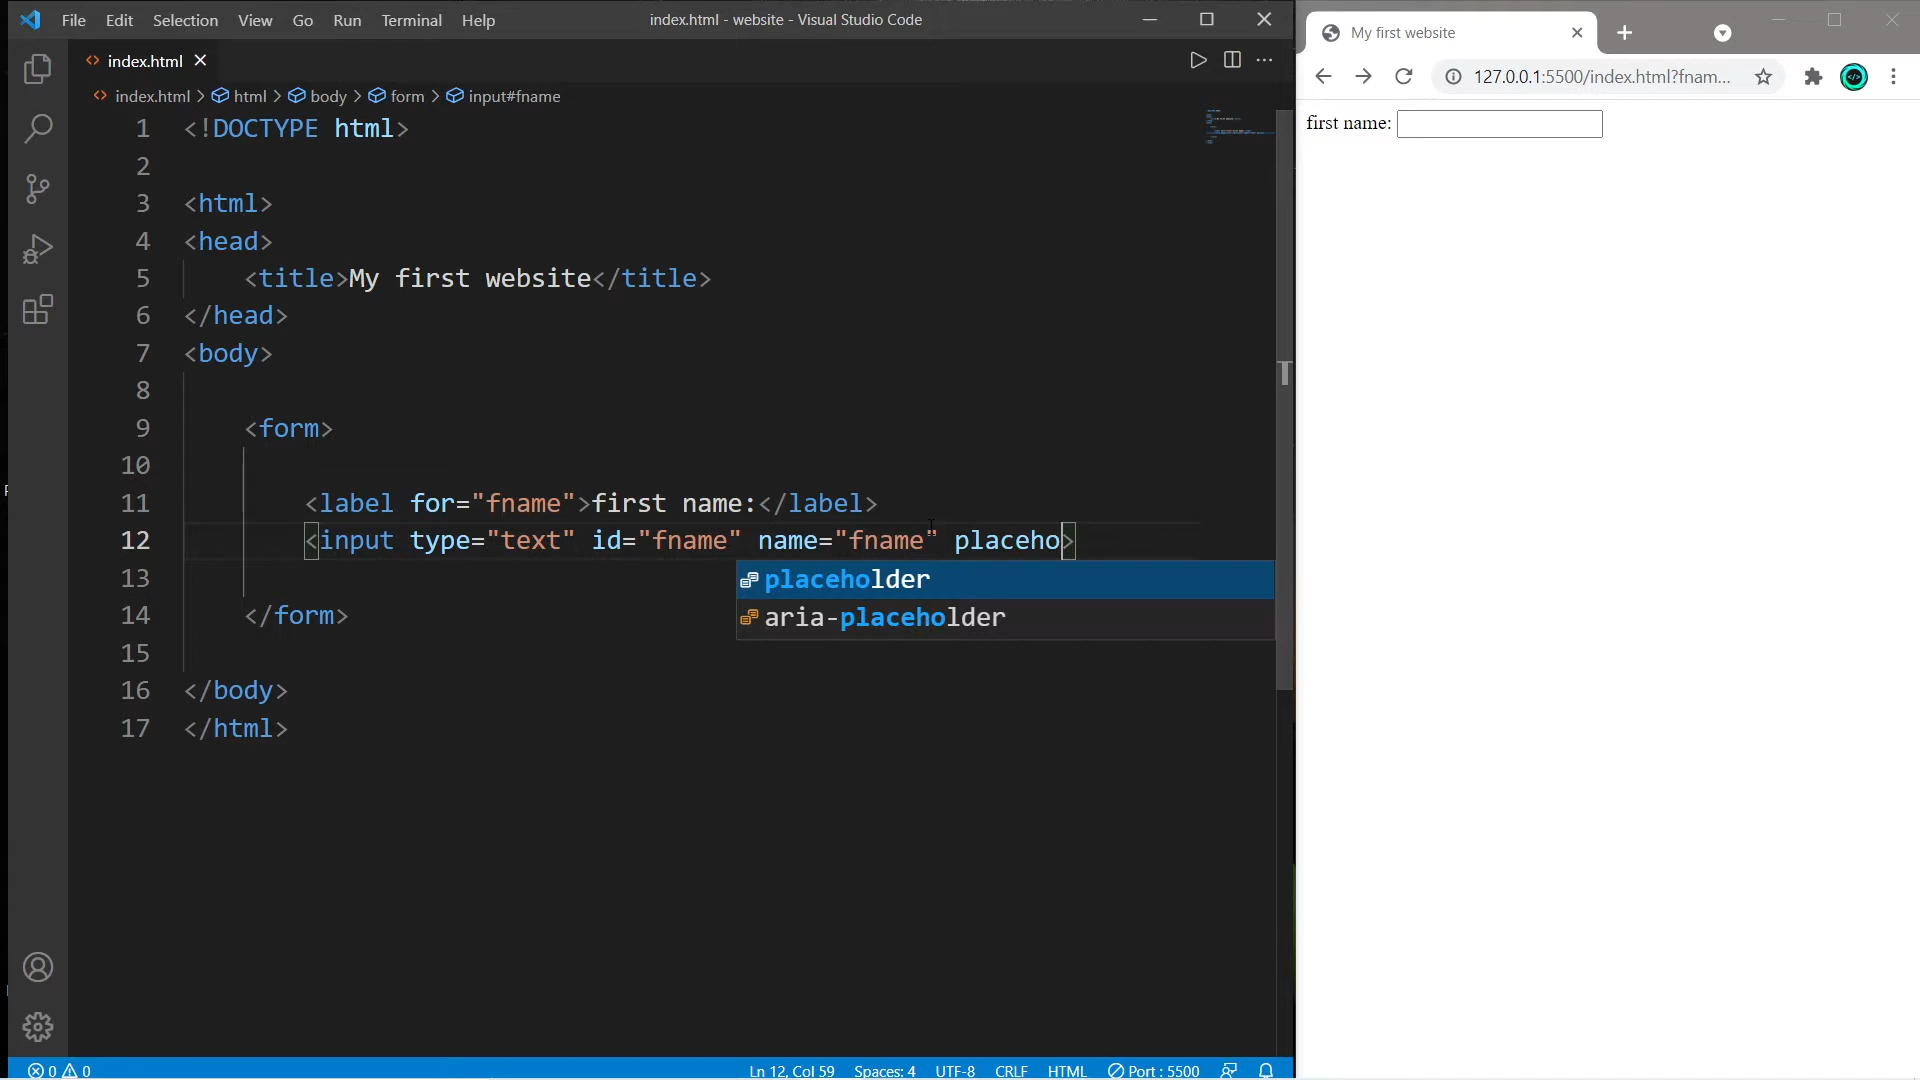 File Edit Selection View Go Run Terminal Help
index.html - website - Visual Studio Code
index.html
index.html > html > body > form > input#fname
1 <!DOCTYPE html>
2
3 <html>
4 <head>
5 <title>My first website</title>
6 </head>
7 <body>
8
9 <form>
10
11 <label for="fname">first name:</label>
12 <input type="text" id="fname" name="fname" placeho>
placeholder
13
aria-placeholder
14 </form>
15
16 </body>
17 </html>
0 0
Ln 12, Col 59 Spaces: 4 UTF-8 CRLF HTML Port : 5500
My first website
127.0.0.1:5500/index.html?fnam...
first name: